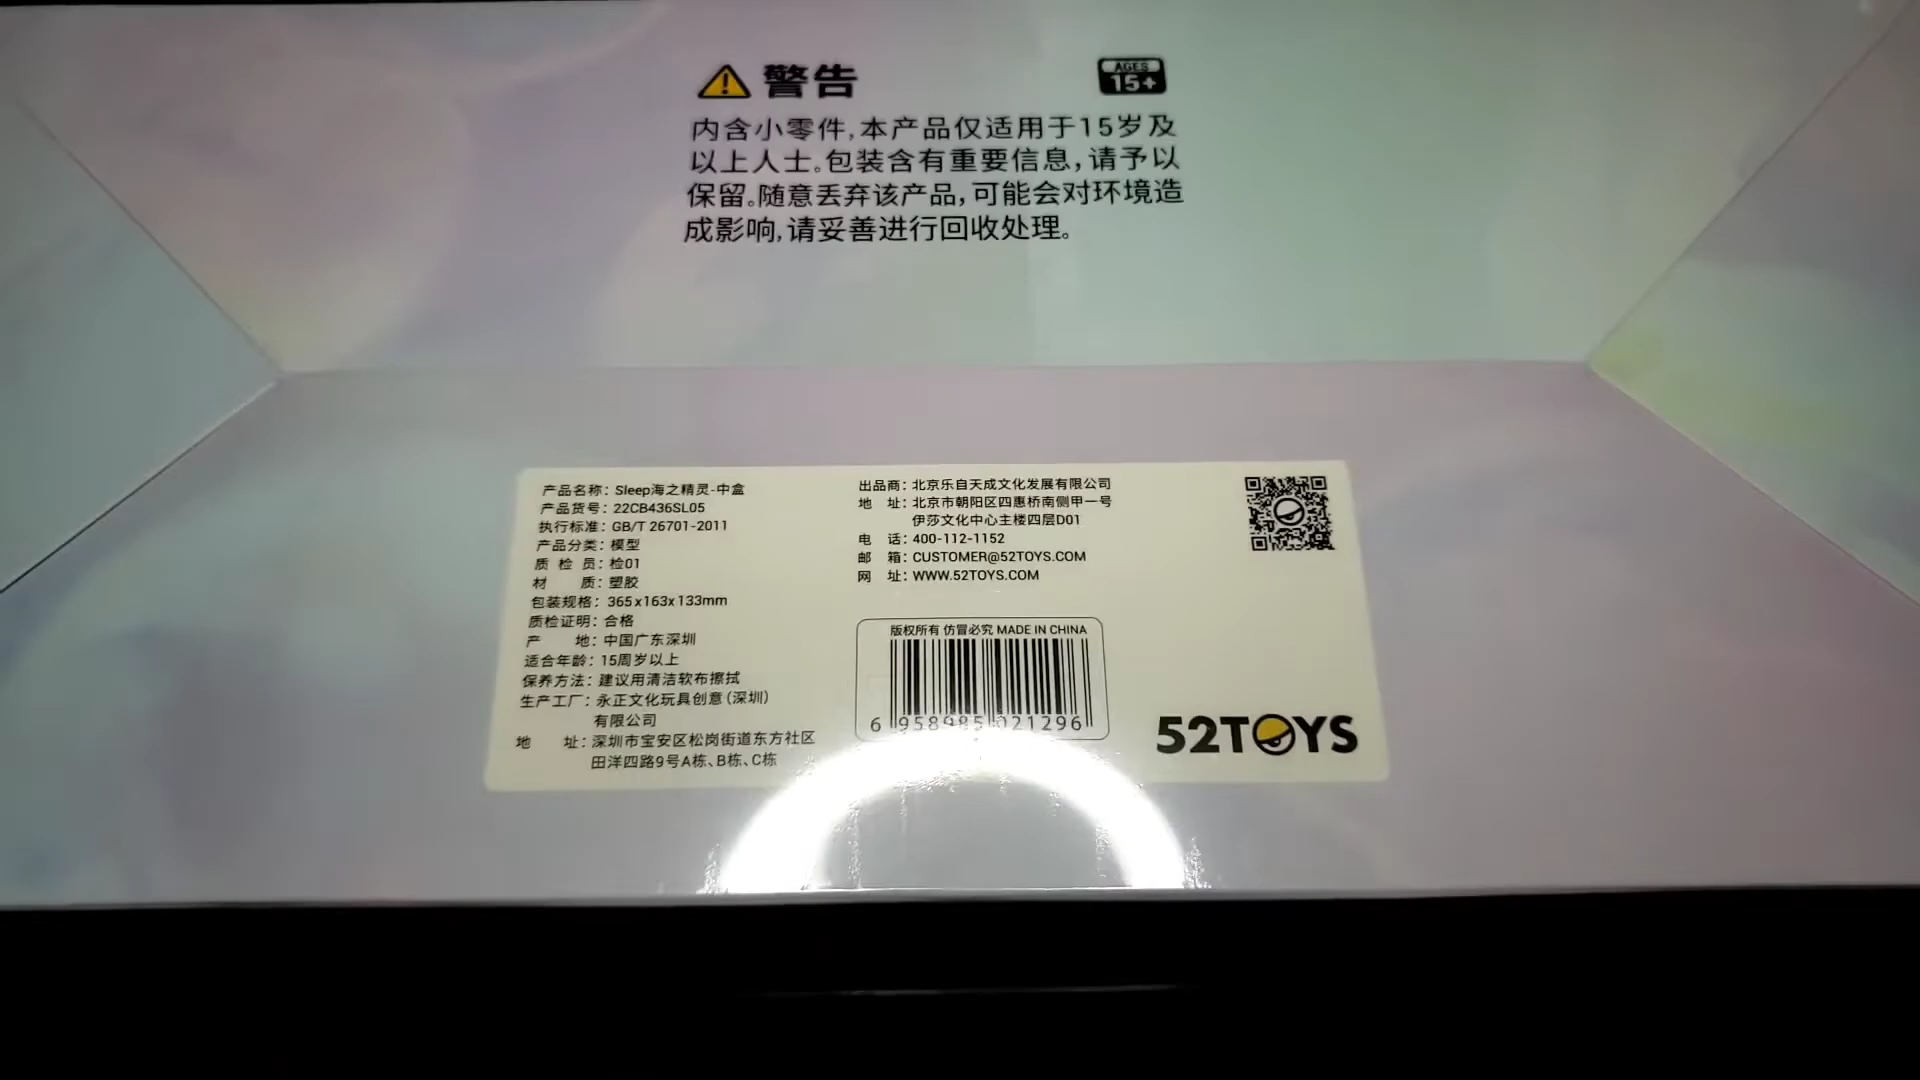 警告
AGES
15+
内含小零件,本产品仅适用于15岁及
以上人士。包装含有重要信息,请予以
保留。随意丢弃该产品,可能会对环境造
成影响,请妥善进行回收处理。
产品名称：Sleep海之精灵-中盒
产品货号：22CB436SL05
执行标准：GB/T 26701-2011
产品分类：模型
质 检 员：检01
材 质：塑胶
包装规格：365x163x133mm
质检证明：合格
产 地：中国广东深圳
适合年龄：15周岁以上
保养方法：建议用清洁软布擦拭
生产工厂：永正文化玩具创意(深圳)
有限公司
地 址：深圳市宝安区松岗街道东方社区
田洋四路9号A栋、B栋、C栋
出品商：北京乐自天成文化发展有限公司
地 址：北京市朝阳区四惠桥南侧甲一号
伊莎文化中心主楼四层D01
电 话：400-112-1152
邮 箱：CUSTOMER@52TOYS.COM
网 址：WWW.52TOYS.COM
版权所有 仿冒必究 MADE IN CHINA
6 958985 021296
52TOYS